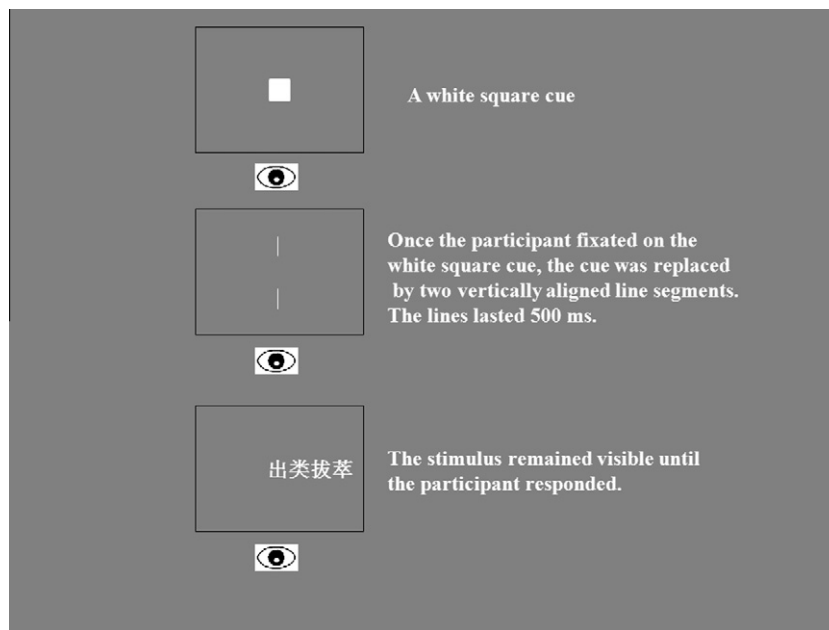 A white square cue
Once the participant fixated on the
white square cue, the cue was replaced
by two vertically aligned line segments.
The lines lasted 500 ms.
出类拔萃
The stimulus remained visible until
the participant responded.